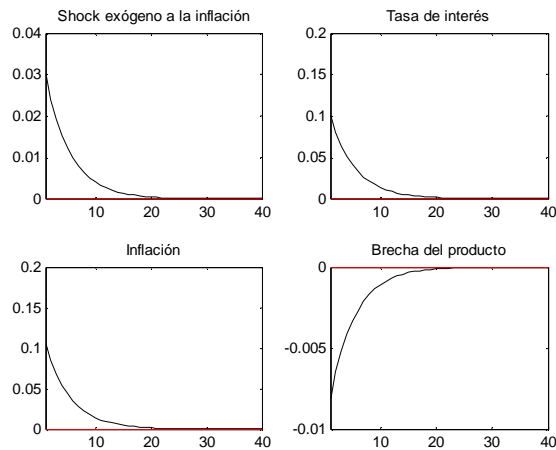 Shock exógeno a la inflación
0.04
0.03
0.02
0.01
0
10 20 30 40
Tasa de interés
0.2
0.15
0.1
0.05
0
10 20 30 40
Inflación
0.2
0.15
0.1
0.05
0
10 20 30 40
Brecha del producto
0
-0.005
-0.01
10 20 30 40